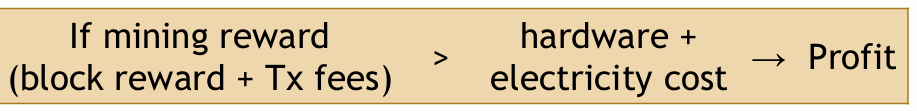 If mining reward
(block reward + Tx fees)
>
hardware +
electricity cost
→ Profit